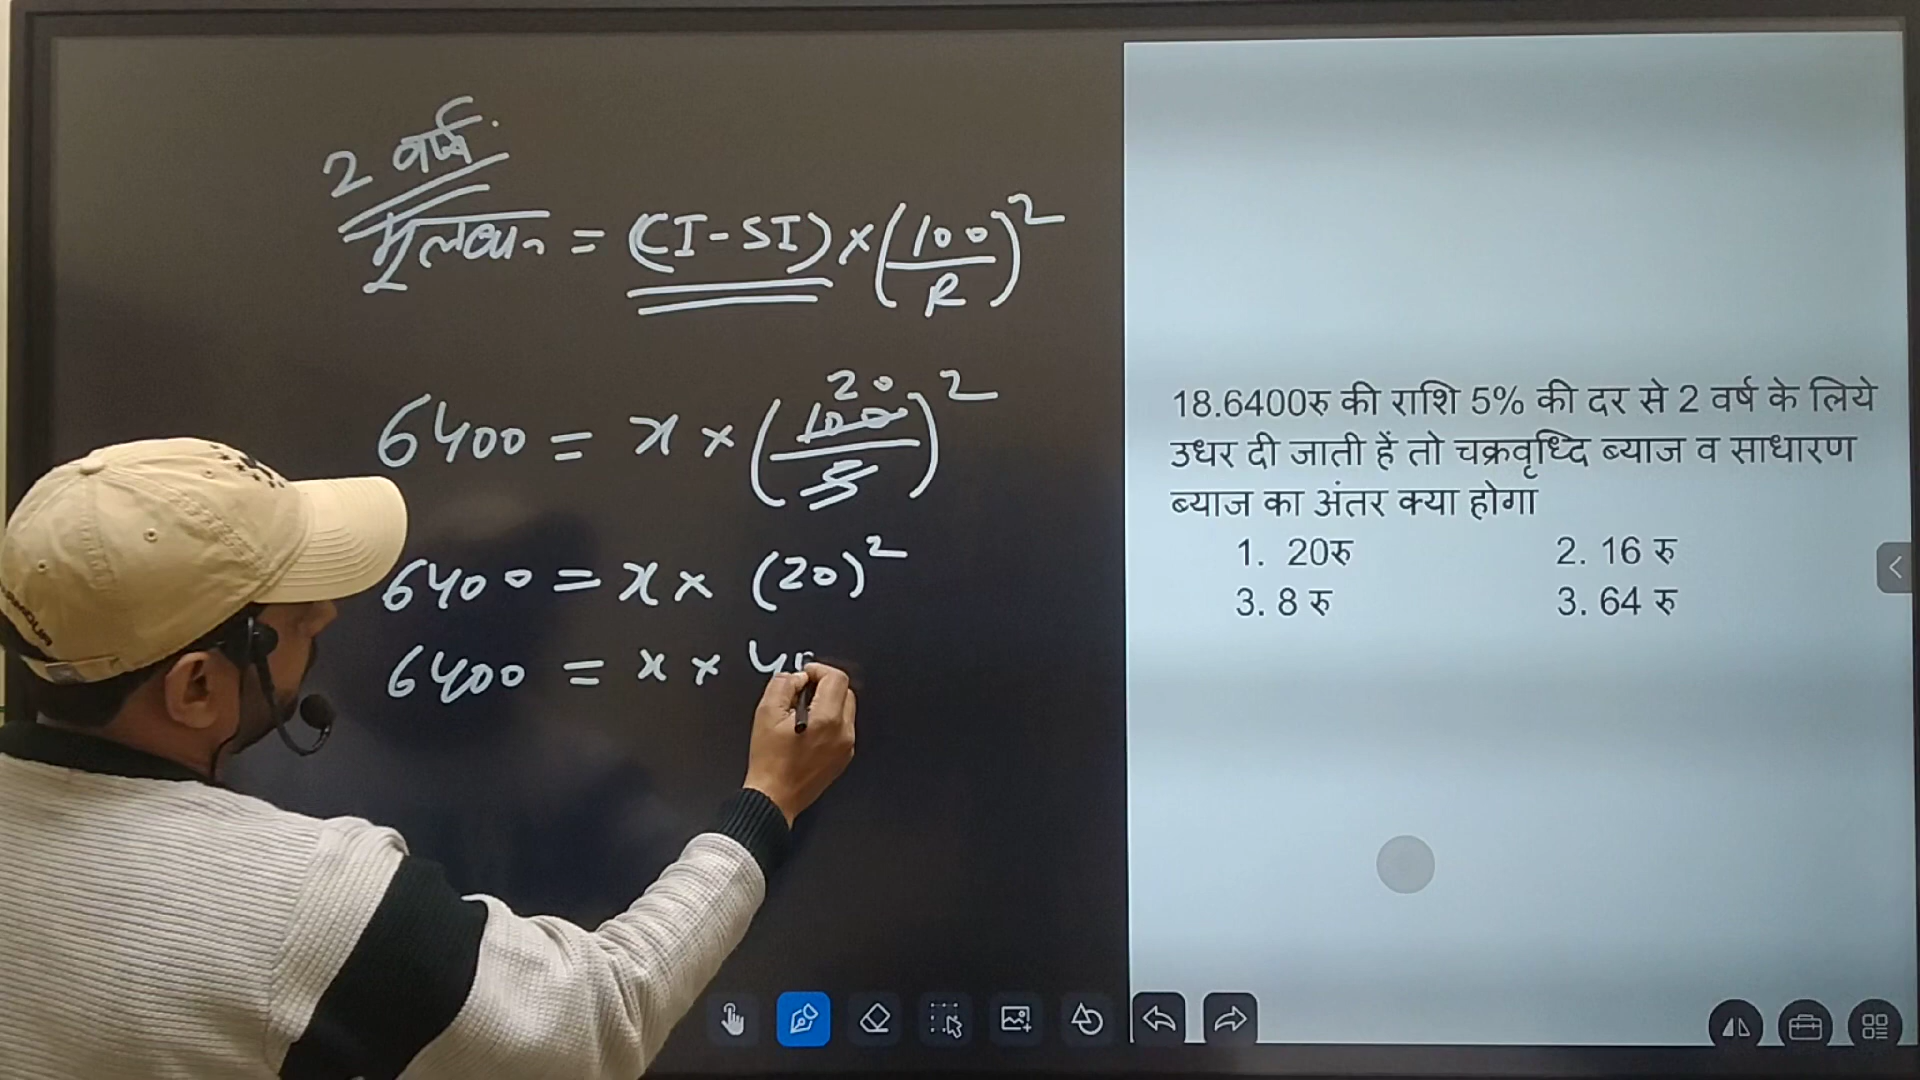 2 वर्ष
मूलधन = (CI-SI) × (100/R)²
6400 = x × (100/5)² 20
6400 = x × (20)²
6400 = x ×
18.6400रु की राशि 5% की दर से 2 वर्ष के लिये
उधर दी जाती हें तो चक्रवृध्दि ब्याज व साधारण
ब्याज का अंतर क्या होगा
1. 20रु 2. 16 रु
3. 8 रु 3. 64 रु